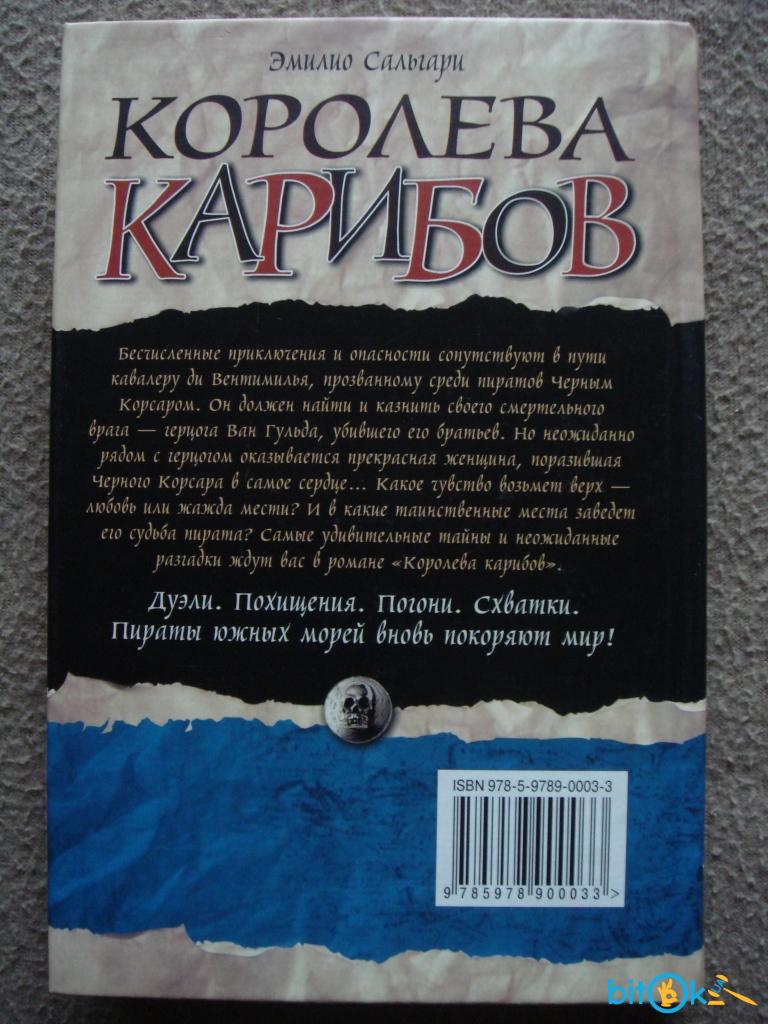 Эмилио Сальгари
КОРОЛЕВА
КАРИБОВ
Бесчисленные приключения и опасности сопутствуют в пути
кавалеру ди Вентимилья, прозванному среди пиратов Черным
Корсаром. Он должен найти и казнить своего смертельного
врага — герцога Ван Гульда, убившего его братьев. Но неожиданно
рядом с герцогом оказывается прекрасная женщина, поразившая
Черного Корсара в самое сердце... Какое чувство возьмет верх —
любовь или жажда мести? И в какие таинственные места заведет
его судьба пирата? Самые удивительные тайны и неожиданные
разгадки ждут вас в романе «Королева карибов».
Дуэли. Похищения. Погони. Схватки.
Пираты южных морей вновь покоряют мир!
ISBN 978-5-9789-0003-3
9 785978 900033 >
bitOk UA